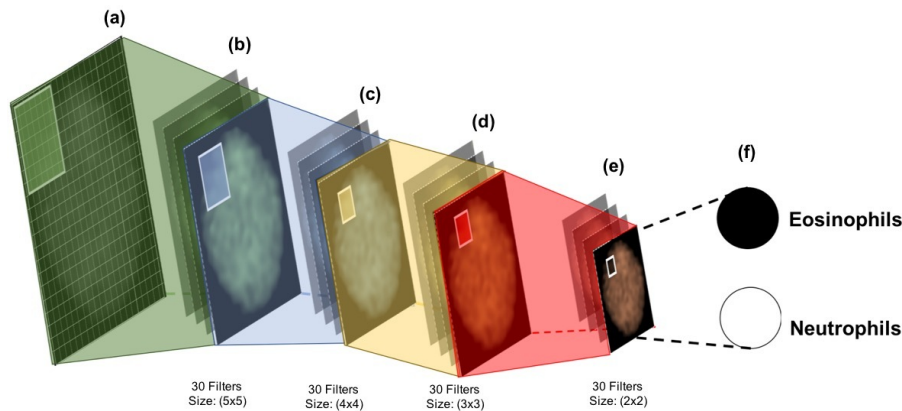 (a)
(b)
(c)
(d)
(e)
(f)
Eosinophils
Neutrophils
30 Filters
Size: (5x5)
30 Filters
Size: (4x4)
30 Filters
Size: (3x3)
30 Filters
Size: (2x2)